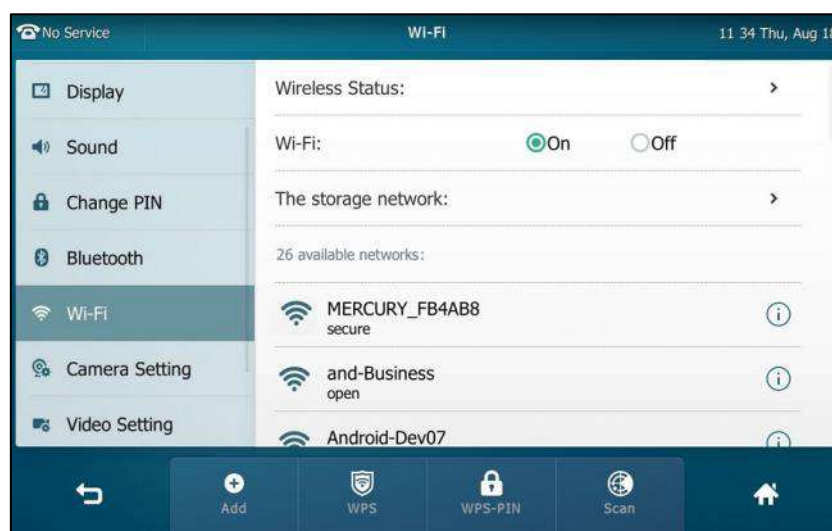 No Service
Wi-Fi
11 34 Thu, Aug 18
Display
Sound
Change PIN
Bluetooth
Wi-Fi
Camera Setting
Video Setting
Wireless Status:
Wi-Fi:
On
Off
The storage network:
26 available networks:
MERCURY_FB4AB8
secure
and-Business
open
Android-Dev07
Add
WPS
WPS-PIN
Scan